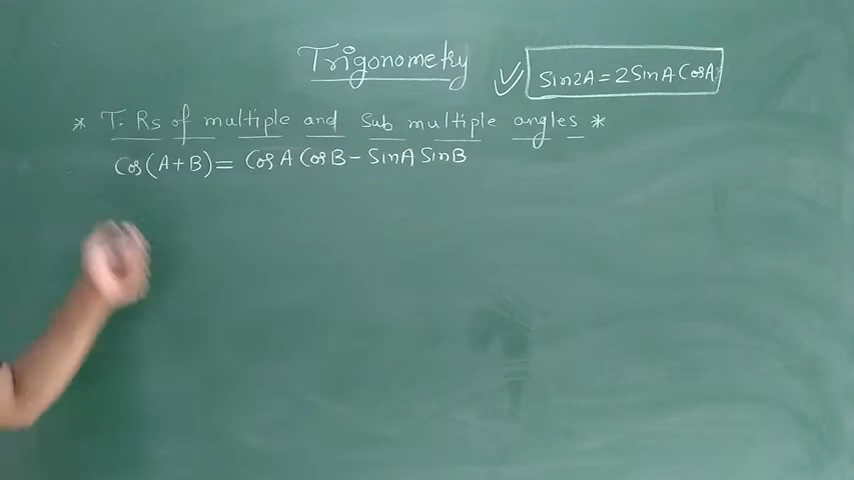 Trigonometry
Sin2A = 2SinA CosA
* T. Rs of multiple and Sub multiple angles *
Cos(A+B) = CosA CosB - SinA SinB